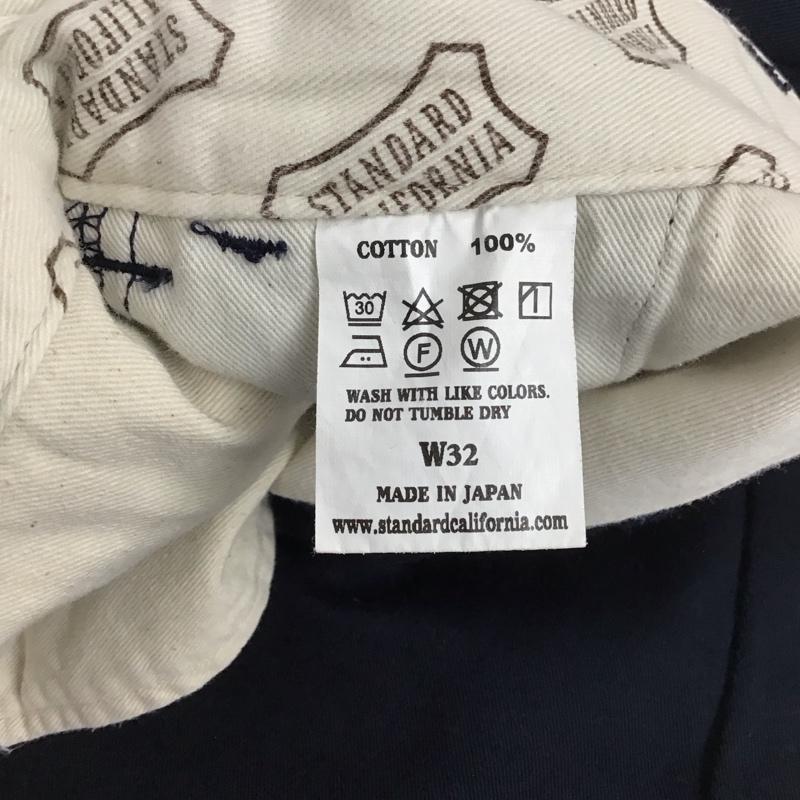 STANDARD
CALIFORNIA
STANDARD
COTTON 100%
30
F W
WASH WITH LIKE COLORS.
DO NOT TUMBLE DRY
W32
MADE IN JAPAN
www.standardcalifornia.com